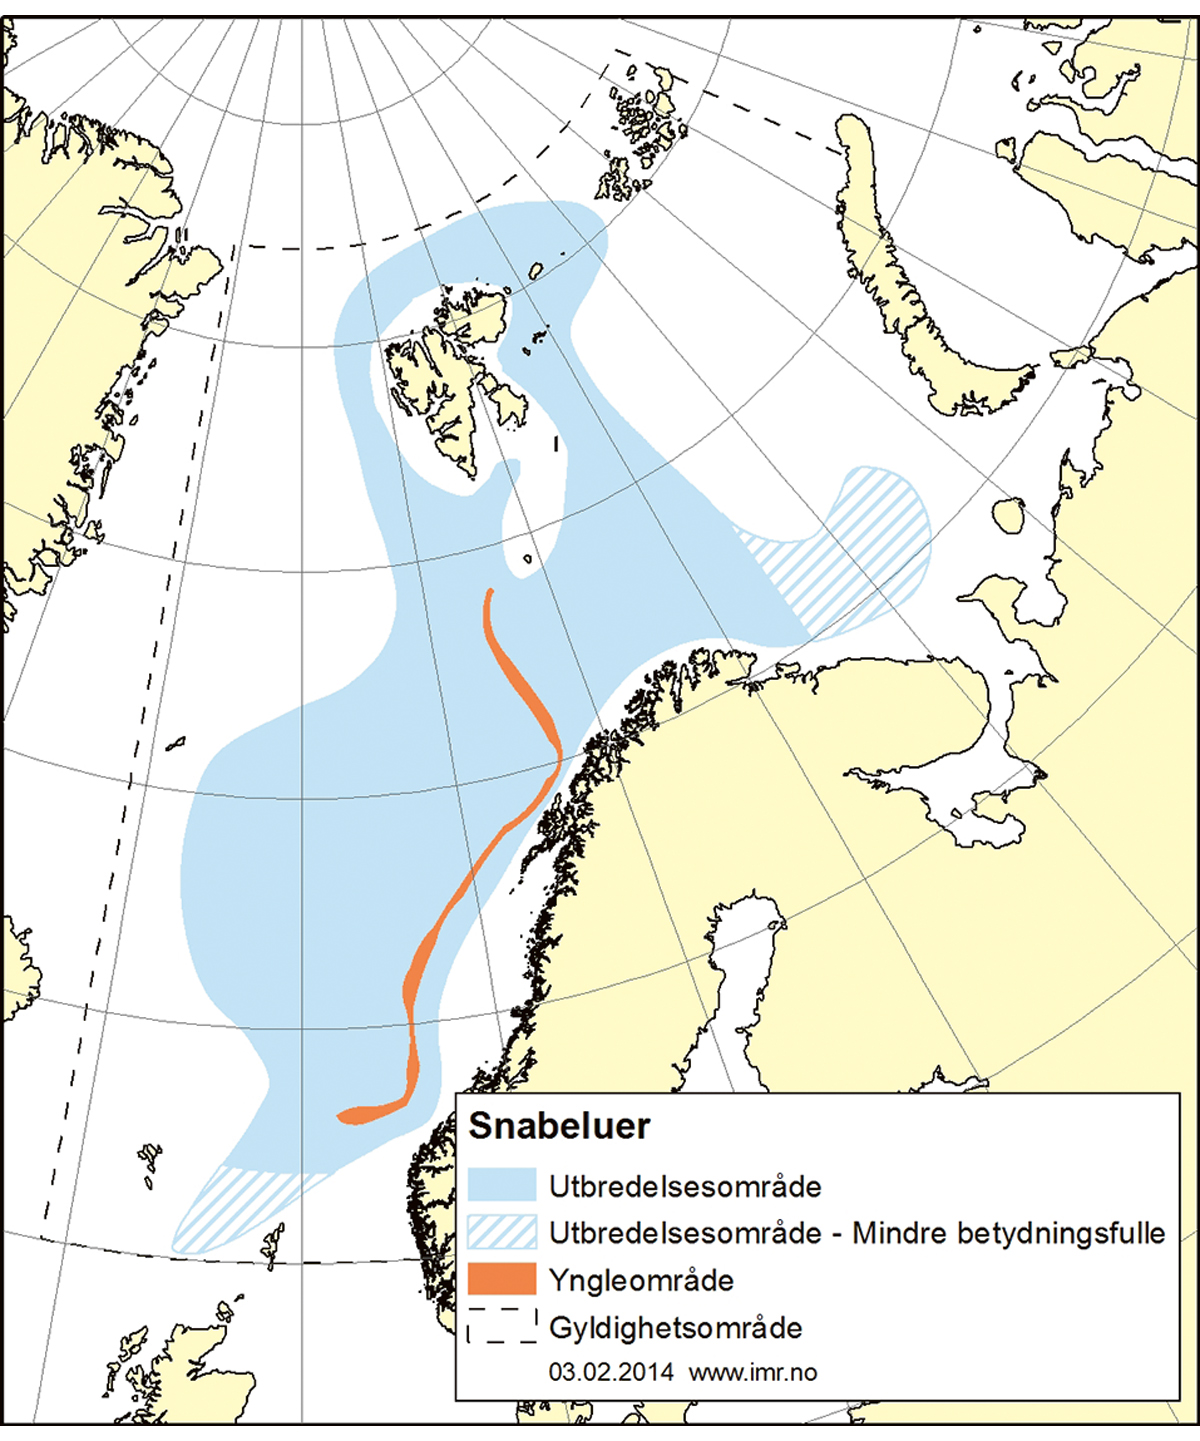 Snabeluer
Utbredelsesområde
Utbredelsesområde - Mindre betydningsfulle
Yngleområde
Gyldighetsområde
03.02.2014 www.imr.no